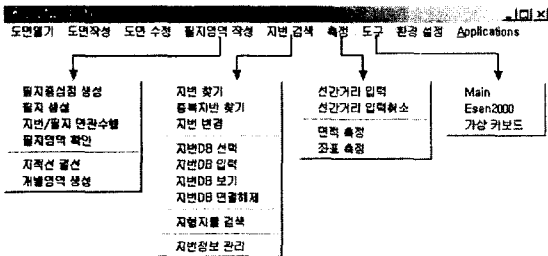 도면열기 도면작성 도면 수정 필지영역 작성 지번 검색 측정 도구 환경 설정 Applications
필지중심점 생성
필지 생성
지번/필지 연관수행
필지영역 확인
지적선 결선
개별영역 생성
지번 찾기
중복지번 찾기
지번 변경
지번DB 선택
지번DB 입력
지번DB 보기
지번DB 연결해제
지형지물 검색
지번정보 관리
선간거리 입력
선간거리 입력취소
면적 측정
좌표 측정
Main
Esen2000
가상 키보드